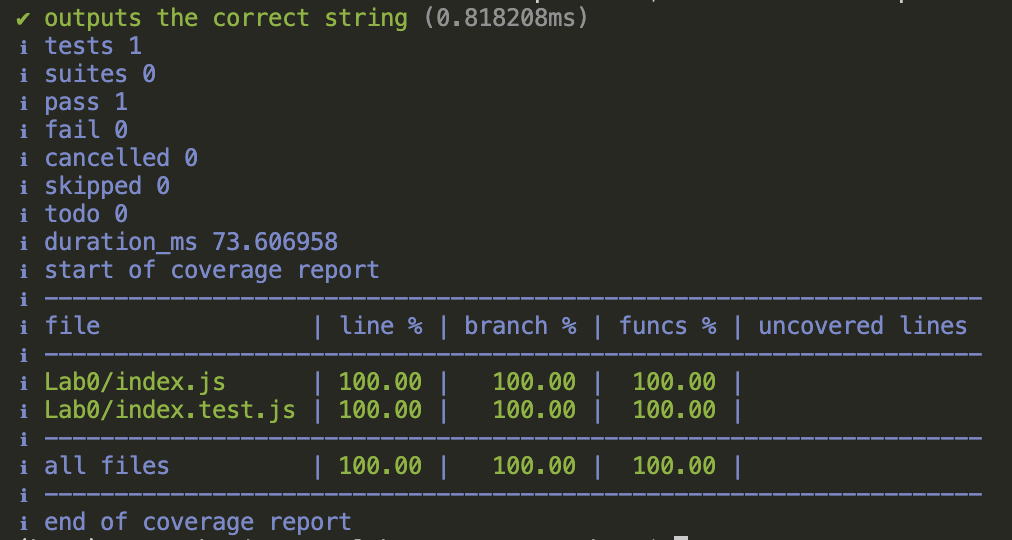 ✔ outputs the correct string (0.818208ms)
ℹ tests 1
ℹ suites 0
ℹ pass 1
ℹ fail 0
ℹ cancelled 0
ℹ skipped 0
ℹ todo 0
ℹ duration_ms 73.606958
ℹ start of coverage report
ℹ -------------------------------------------------------------------
ℹ file               | line % | branch % | funcs % | uncovered lines
ℹ -------------------------------------------------------------------
ℹ Lab0/index.js      | 100.00 |   100.00 |  100.00 |
ℹ Lab0/index.test.js | 100.00 |   100.00 |  100.00 |
ℹ -------------------------------------------------------------------
ℹ all files          | 100.00 |   100.00 |  100.00 |
ℹ -------------------------------------------------------------------
ℹ end of coverage report